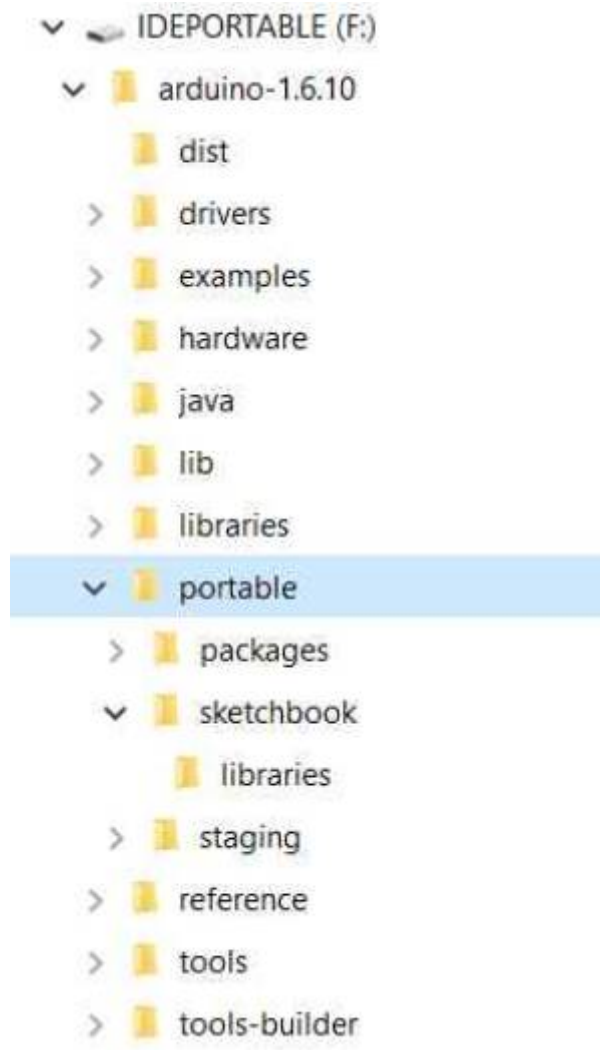 IDEPORTABLE (F:)
arduino-1.6.10
dist
drivers
examples
hardware
java
lib
libraries
portable
packages
sketchbook
libraries
staging
reference
tools
tools-builder